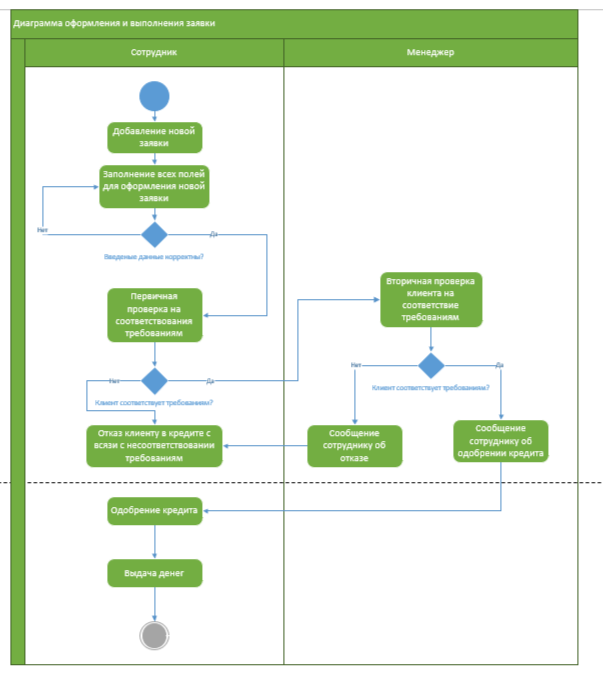 Диаграмма оформления и выполнения заявки
Сотрудник
Менеджер
Добавление новой
заявки
Заполнение всех полей
для оформления новой
заявки
Нет
Да
Введеные данные корректны?
Первичная
проверка на
соответствования
требованиям
Вторичная проверка
клиента на
соответствие
требованиям
Нет
Да
Клиент соответствует требованиям?
Нет
Да
Клиент соответствует требованиям?
Отказ клиенту в кредите с
всязи с несоответствовании
требованиям
Сообщение
сотруднику об
отказе
Сообщение
сотруднику об
одобрении кредита
Одобрение кредита
Выдача денег